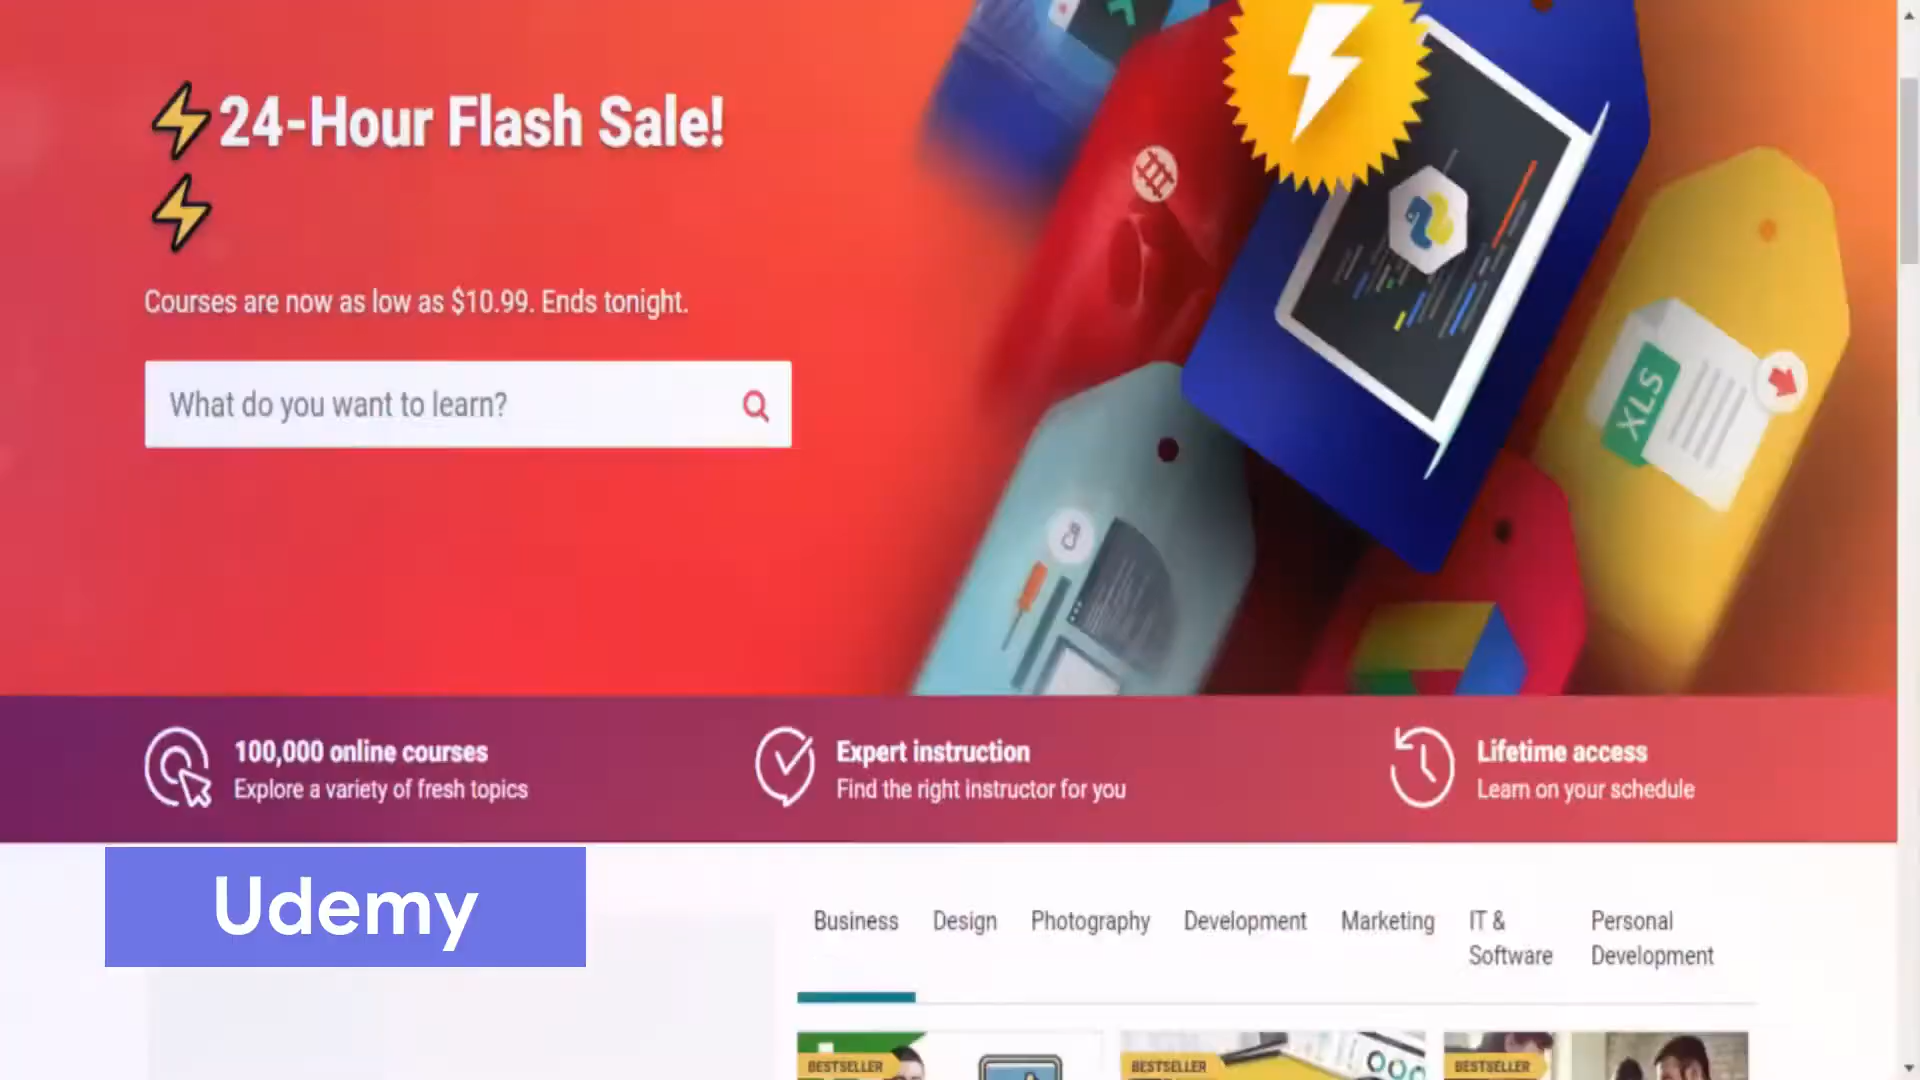 ⚡24-Hour Flash Sale!
⚡
Courses are now as low as $10.99. Ends tonight.
What do you want to learn?
XLS
100,000 online courses
Explore a variety of fresh topics
Expert instruction
Find the right instructor for you
Lifetime access
Learn on your schedule
Udemy
Business Design Photography Development Marketing IT & Software Personal Development
BESTSELLER BESTSELLER BESTSELLER